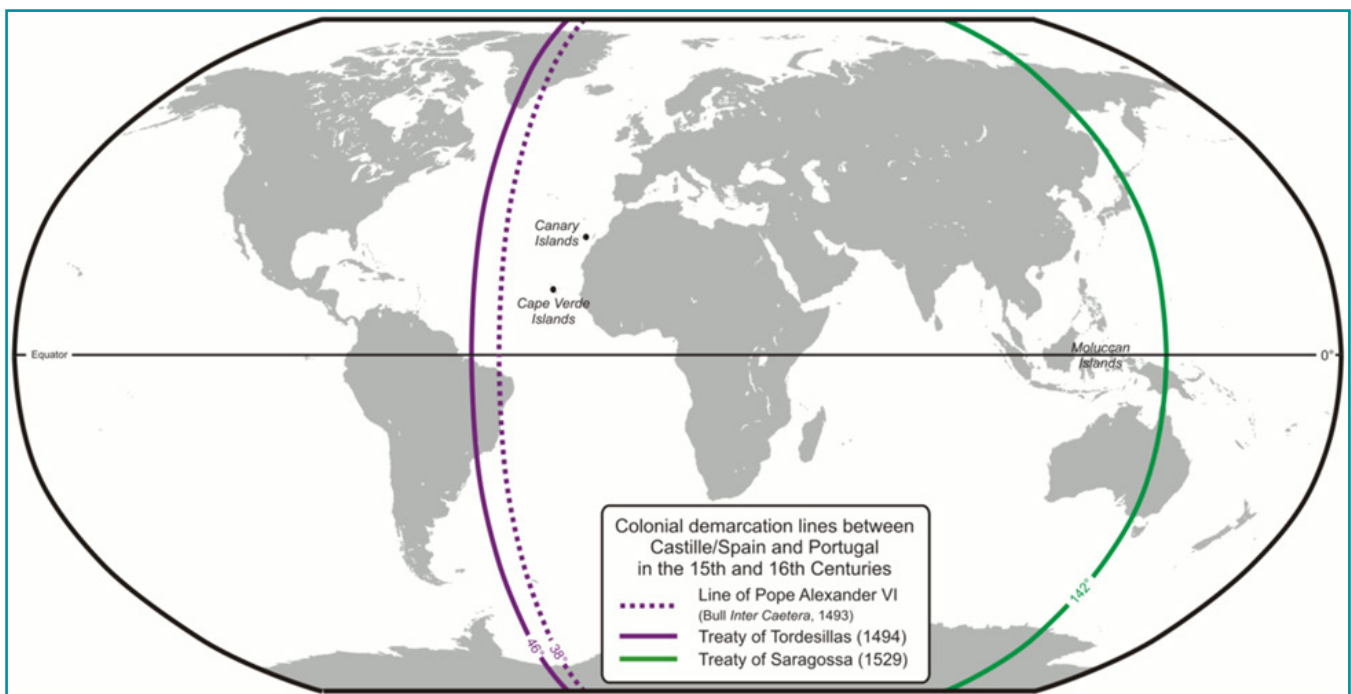 Canary
Islands
Cape Verde
Islands
Equator
Moluccan
Islands
0°
Colonial demarcation lines between
Castille/Spain and Portugal
in the 15th and 16th Centuries
Line of Pope Alexander VI
(Bull Inter Caetera, 1493)
Treaty of Tordesillas (1494)
Treaty of Saragossa (1529)
46°
38°
142°